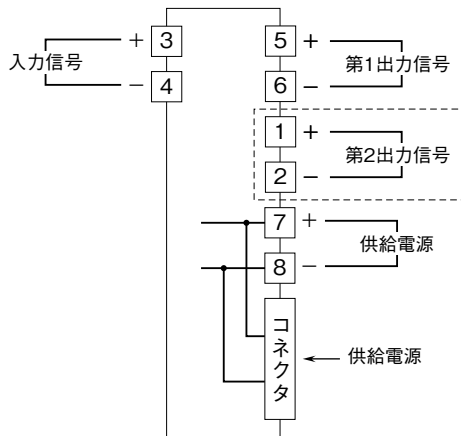 + 3
入力信号
− 4
5 +
第1出力信号
6 −
1 +
第2出力信号
2 −
7 +
供給電源
8 −
コネクタ
供給電源